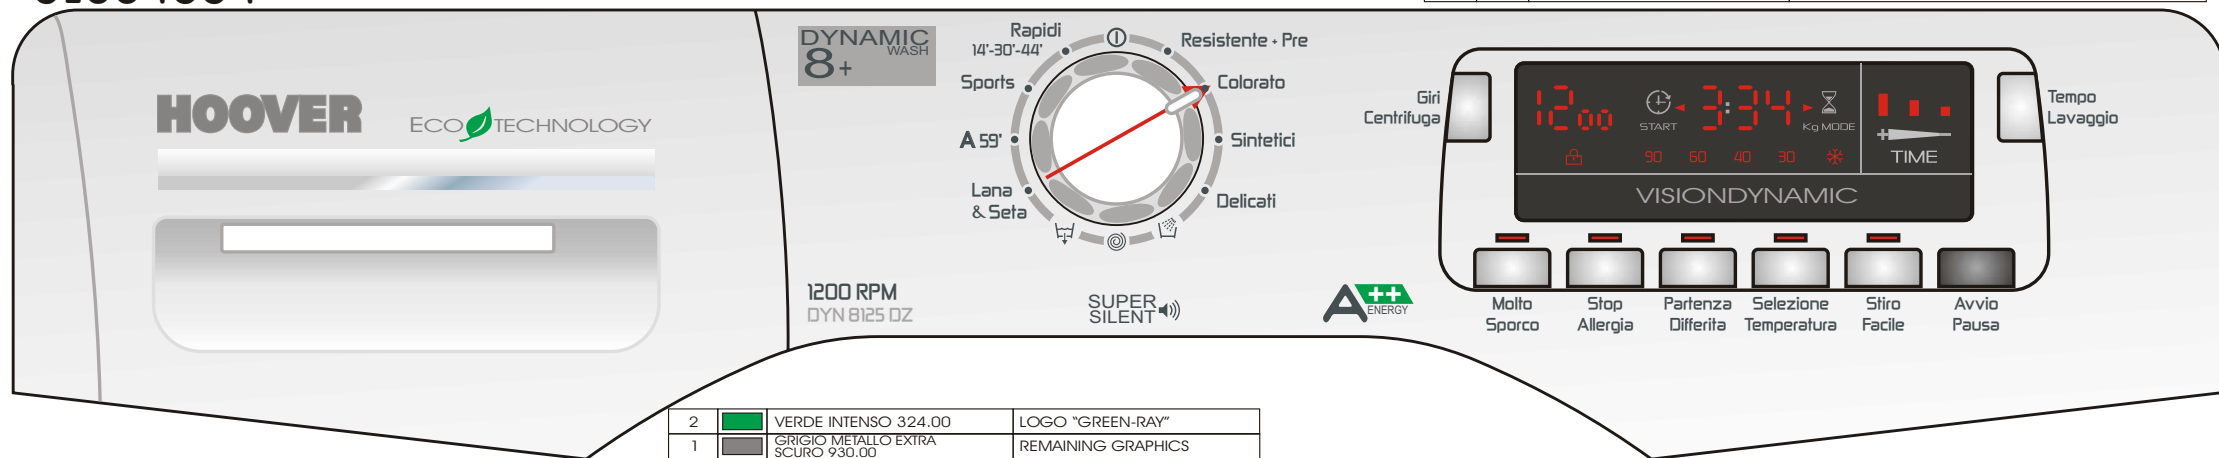 HOOVER
ECO TECHNOLOGY
DYNAMIC
WASH
8+
Rapidi
14'-30'-44'
Sports
A 59'
Lana
& Seta
Resistente + Pre
Colorato
Sintetici
Delicati
1200 RPM
DYN 8125 DZ
SUPER
SILENT
A++
ENERGY
Giri
Centrifuga
1200
START
3:34
Kg MODE
90 60 40 30
+
TIME
VISIONDYNAMIC
Tempo
Lavaggio
Molto
Sporco
Stop
Allergia
Partenza
Differita
Selezione
Temperatura
Stiro
Facile
Avvio
Pausa
2 VERDE INTENSO 324.00 LOGO "GREEN-RAY"
1 GRIGIO METALLO EXTRA
SCURO 930.00 REMAINING GRAPHICS